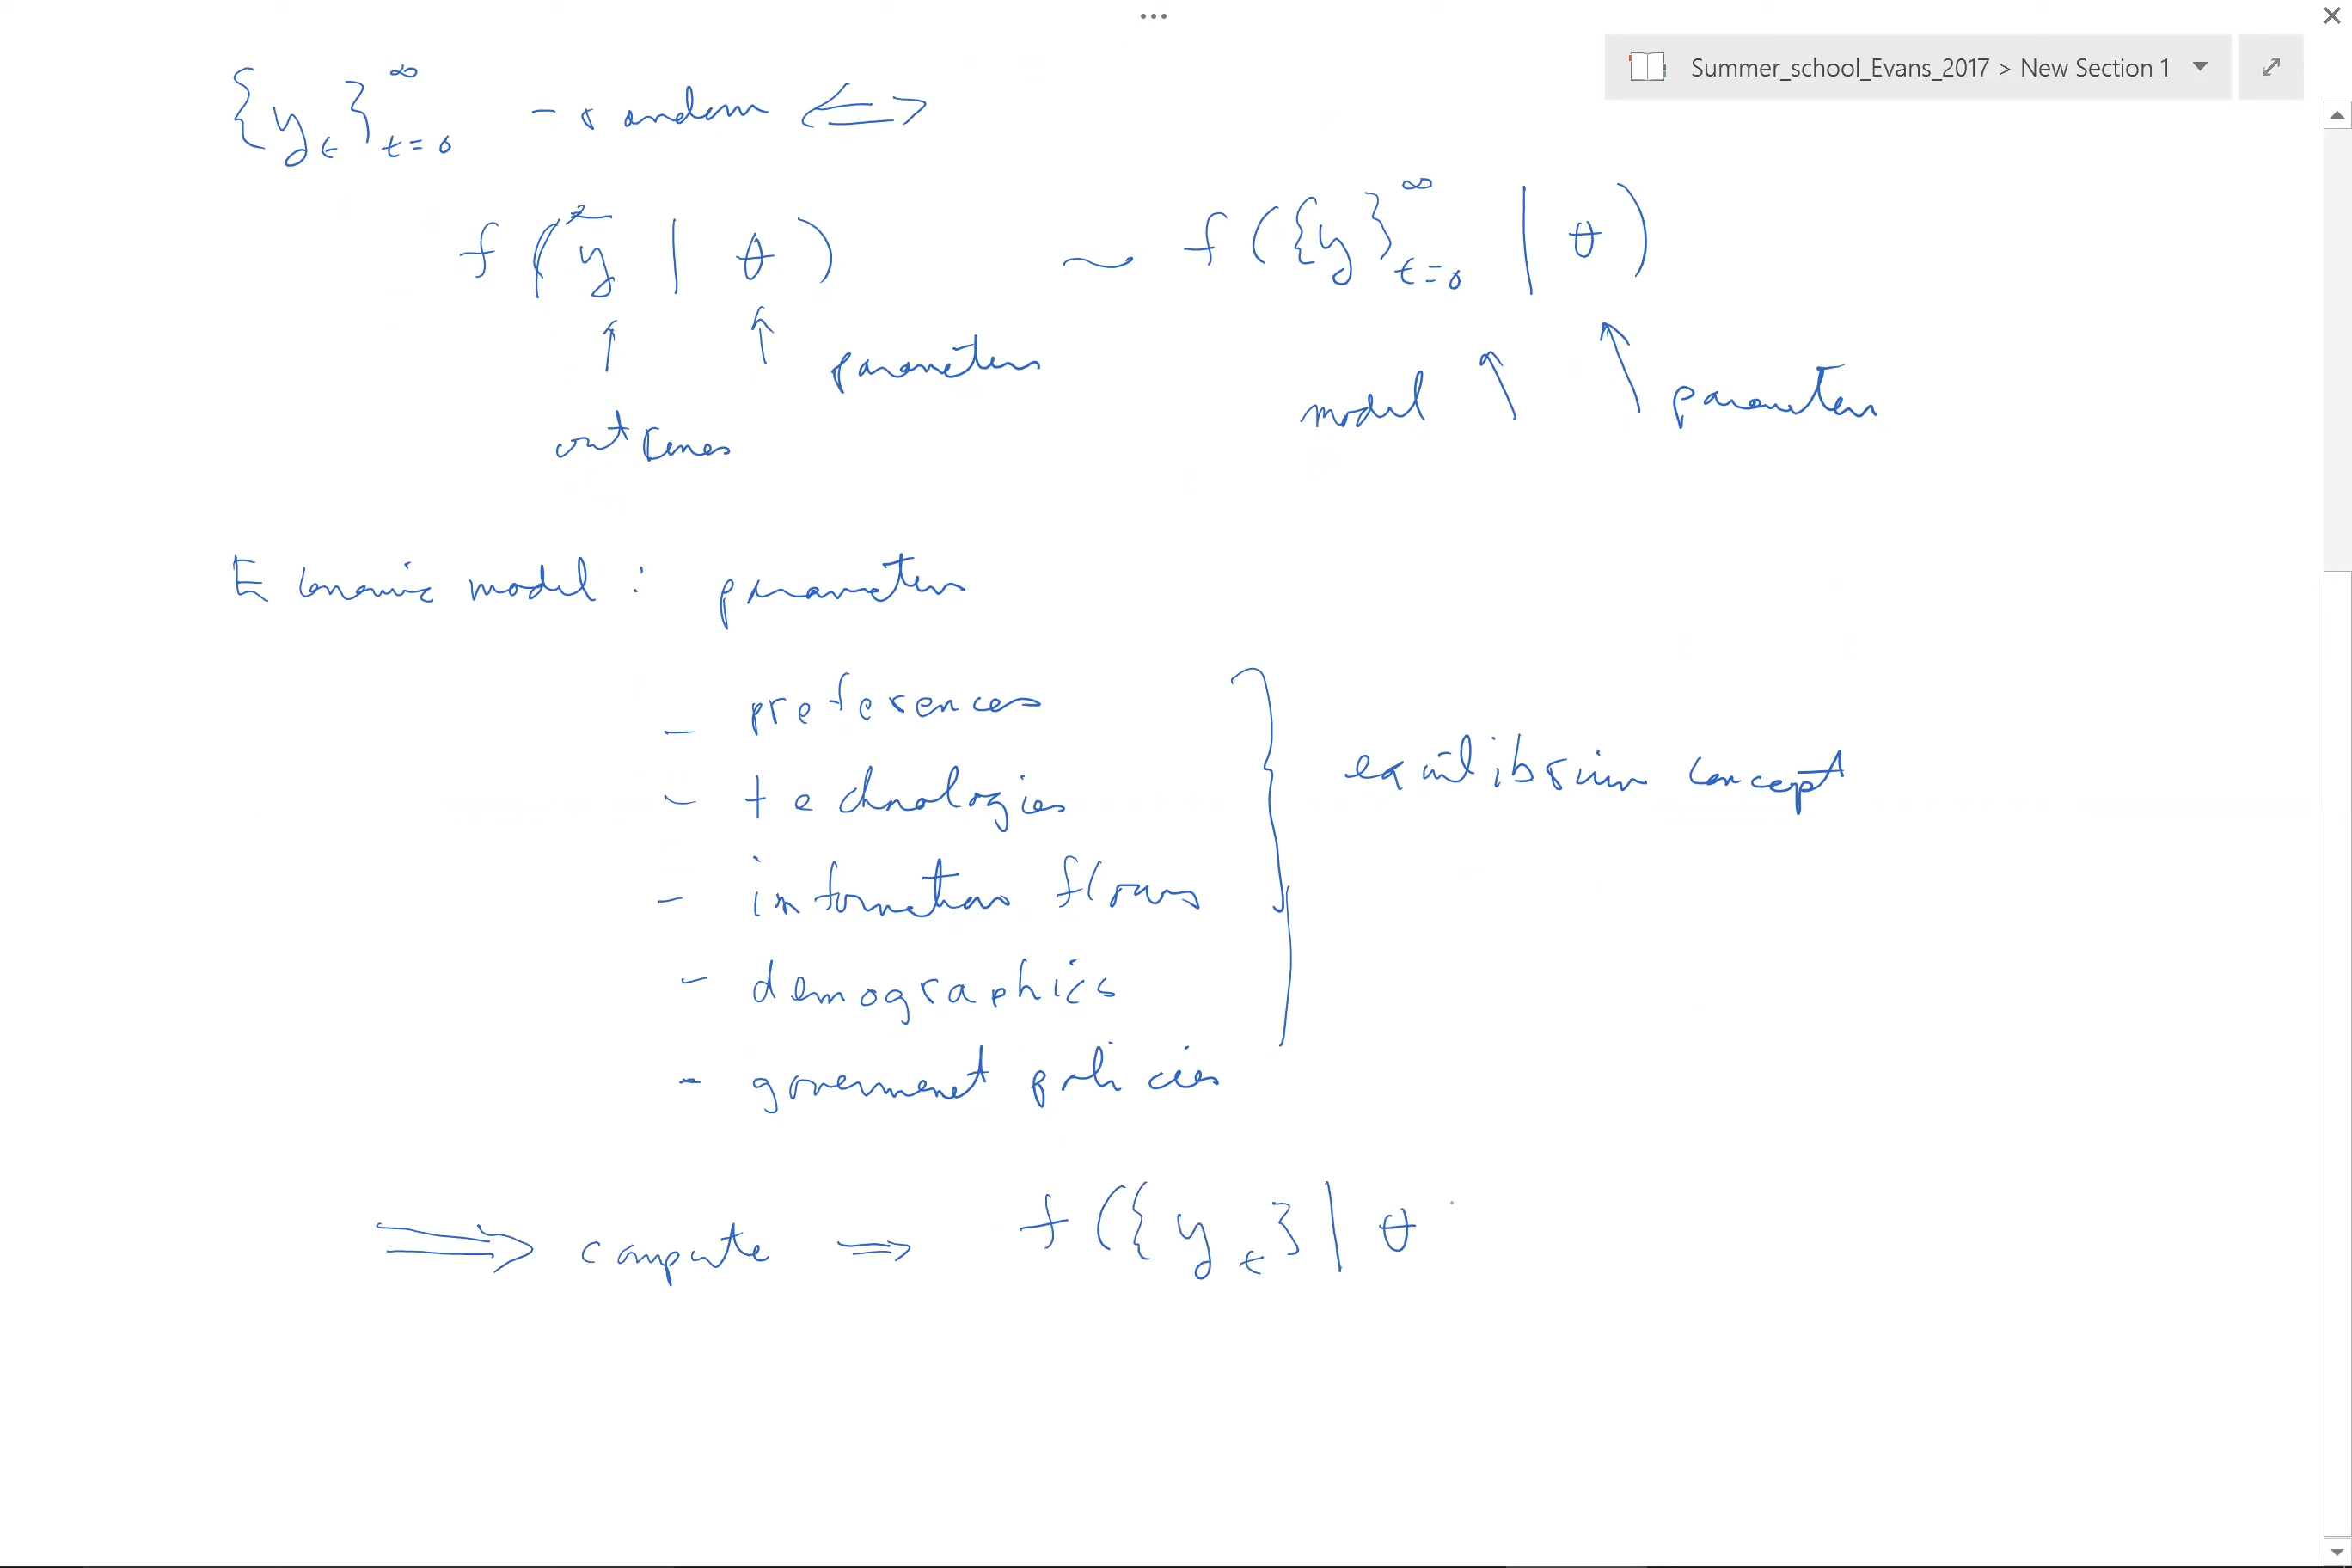 Summer_school_Evans_2017 > New Section 1
{y_t}_{t=0}^∞ - random ⟺
f(ȳ | θ) ~ f({y}_{t=0}^∞ | θ)
↑ ↑ parameters model ↑ ↑ parameters
outcomes
Economic model : parameters
- preferences
- technologies } equilibrium concept
- information flows
- demographics
- government policies
⟹ compute ⟹ f({y_t} | θ